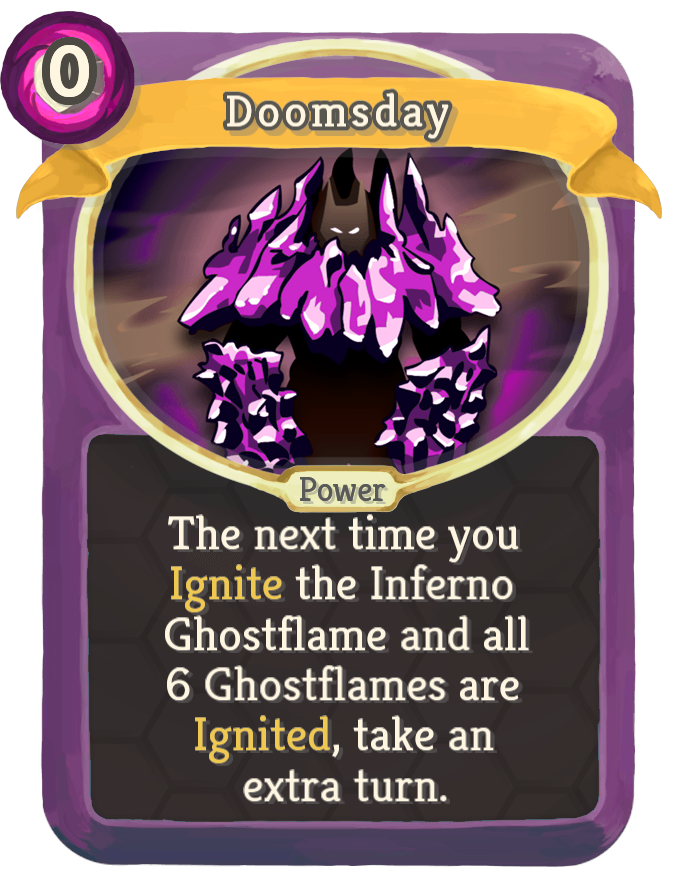 0
Doomsday
Power
The next time you
Ignite the Inferno
Ghostflame and all
6 Ghostflames are
Ignited, take an
extra turn.